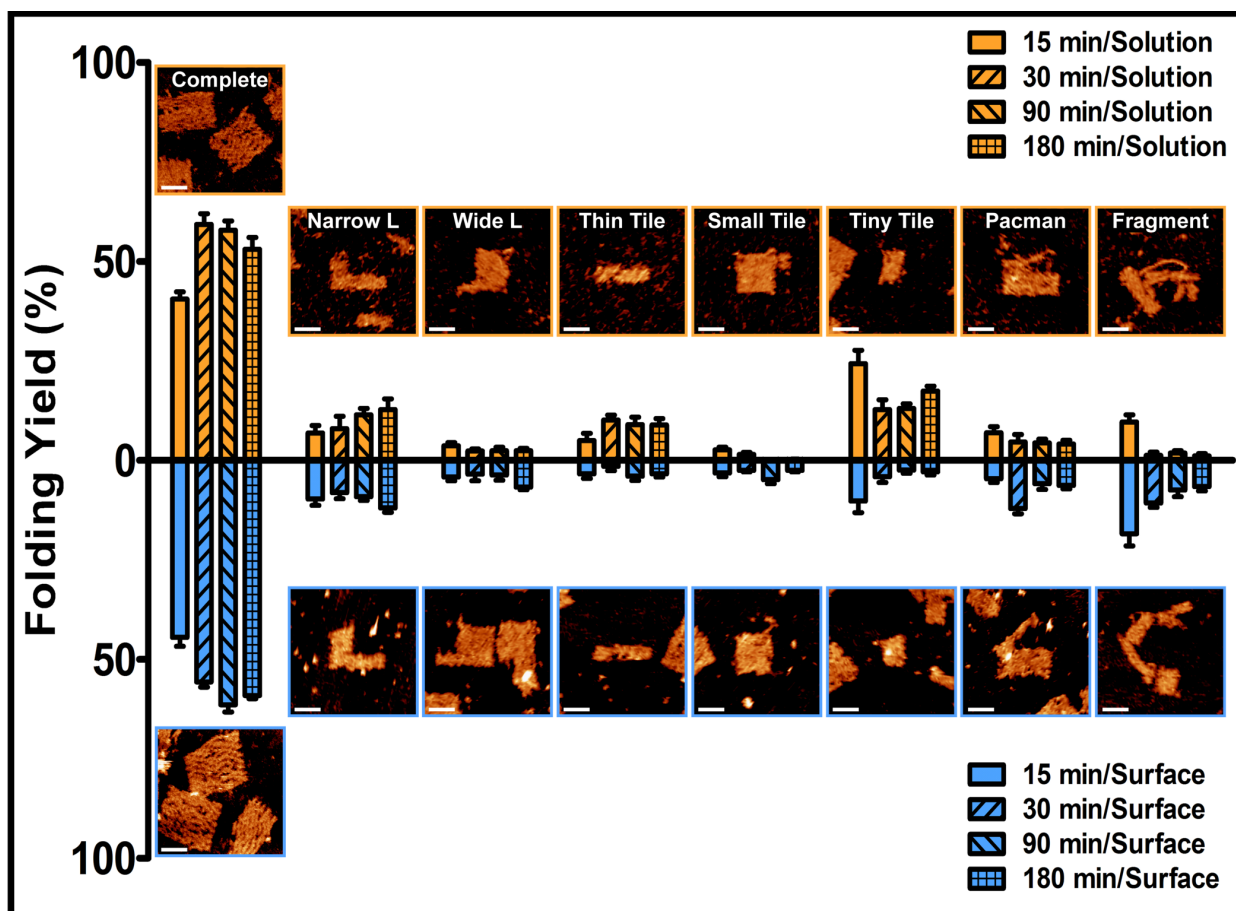 100
Complete
15 min/Solution
30 min/Solution
90 min/Solution
180 min/Solution
Narrow L
Wide L
Thin Tile
Small Tile
Tiny Tile
Pacman
Fragment
50
Folding Yield (%)
0
50
15 min/Surface
30 min/Surface
90 min/Surface
180 min/Surface
100